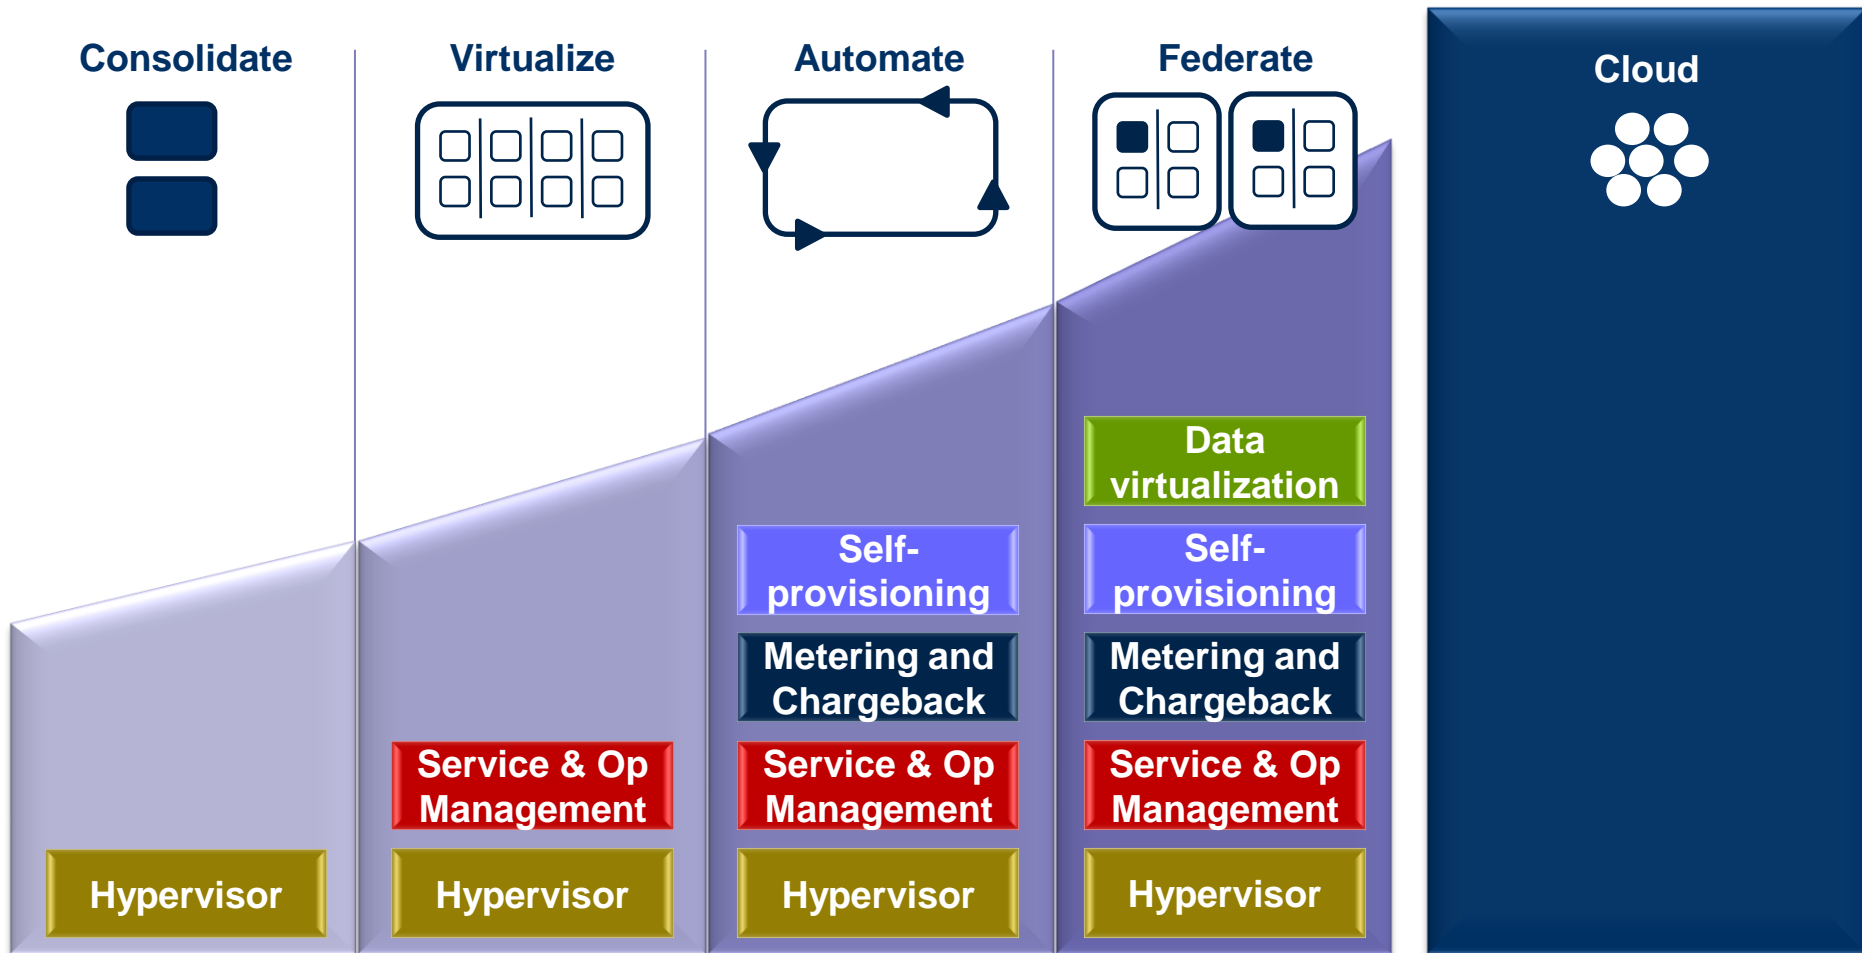 Consolidate
Virtualize
Automate
Federate
Cloud
Data
virtualization
Self-
provisioning
Self-
provisioning
Metering and
Chargeback
Metering and
Chargeback
Service & Op
Management
Service & Op
Management
Service & Op
Management
Hypervisor
Hypervisor
Hypervisor
Hypervisor